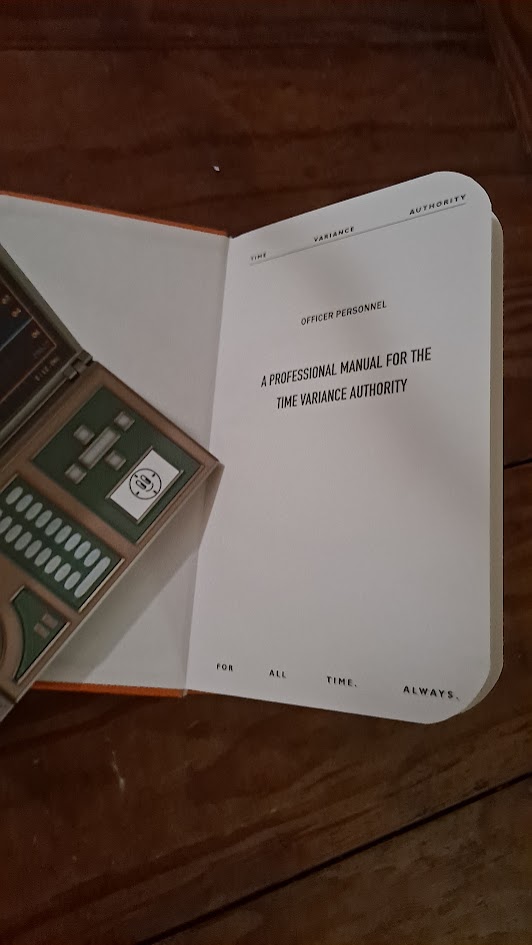 TIME VARIANCE AUTHORITY
OFFICER PERSONNEL
A PROFESSIONAL MANUAL FOR THE
TIME VARIANCE AUTHORITY
FOR ALL TIME. ALWAYS.